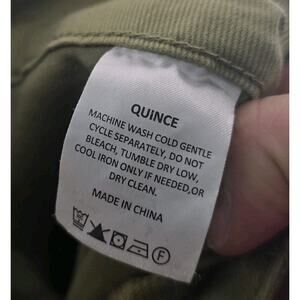 QUINCE
MACHINE WASH COLD GENTLE
CYCLE SEPARATELY, DO NOT
BLEACH, TUMBLE DRY LOW,
COOL IRON ONLY IF NEEDED,OR
DRY CLEAN.
MADE IN CHINA
F